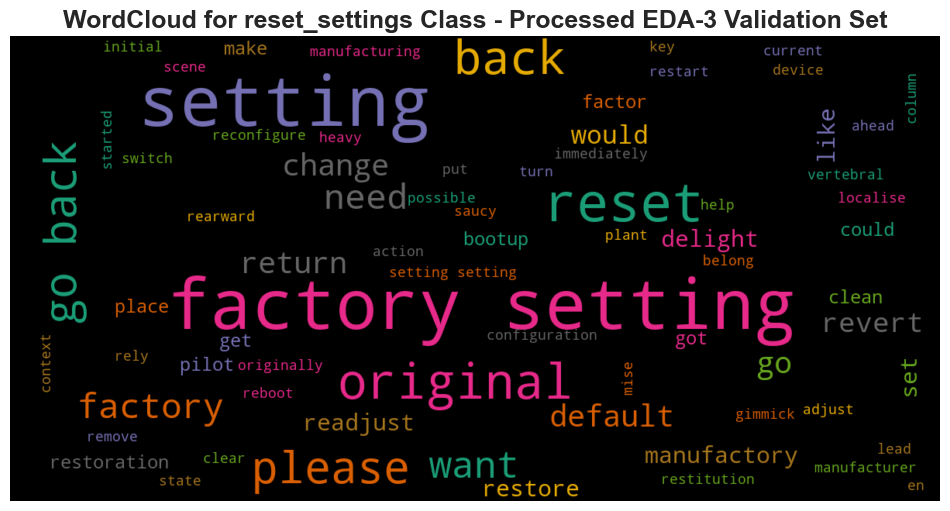 WordCloud for reset_settings Class - Processed EDA-3 Validation Set
initial
make
manufacturing
back
key
current
scene
restart
device
setting
factor
column
started
reconfigure
heavy
would
like
ahead
switch
change
immediately
go back
put
turn
vertebral
need
possible
reset
help
localise
rearward
saucy
bootup
plant
delight
could
return
action
belong
setting setting
factory setting
place
clean
revert
get
configuration
got
context
rely
pilot
originally
go
set
original
mise
reboot
factory
readjust
default
gimmick
adjust
remove
restoration
clear
please
want
manufactory
lead
manufacturer
state
restore
restitution
en